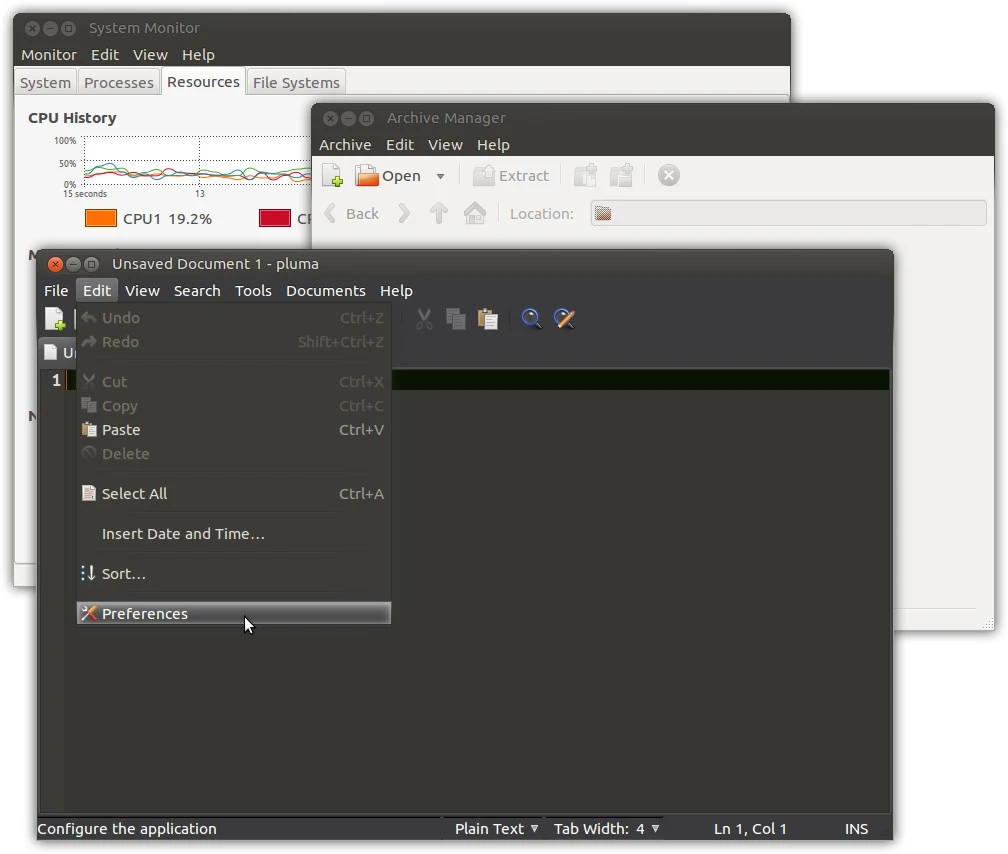 System Monitor
Monitor Edit View Help
System Processes Resources File Systems
CPU History
100%
50%
0%
15 seconds 13
CPU1 19.2%
Archive Manager
Archive Edit View Help
Open Extract
Back Location:
Unsaved Document 1 - pluma
File Edit View Search Tools Documents Help
Undo Ctrl+Z
Redo Shift+Ctrl+Z
1
Cut Ctrl+X
Copy Ctrl+C
Paste Ctrl+V
Delete
Select All Ctrl+A
Insert Date and Time...
Sort...
Preferences
Configure the application Plain Text Tab Width: 4 Ln 1, Col 1 INS